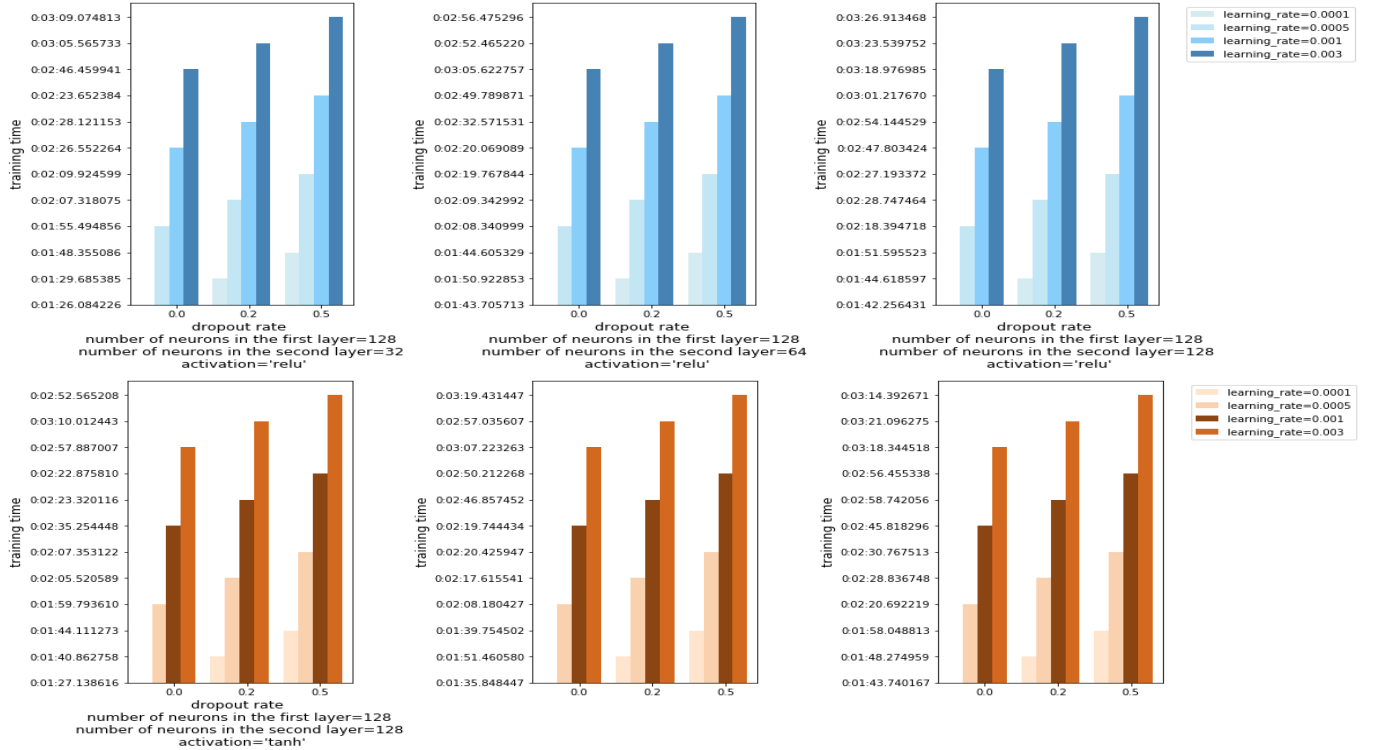 0:03:09.074813
0:03:05.565733
0:02:46.459941
0:02:23.652384
0:02:28.121153
0:02:26.552264
0:02:09.924599
0:02:07.318075
0:01:55.494856
0:01:48.355086
0:01:29.685385
0:01:26.084226
training time
0.0 0.2 0.5
dropout rate
number of neurons in the first layer=128
number of neurons in the second layer=32
activation='relu'
0:02:56.475296
0:02:52.465220
0:03:05.622757
0:02:49.789871
0:02:32.571531
0:02:20.069089
0:02:19.767844
0:02:09.342992
0:02:08.340999
0:01:44.605329
0:01:50.922853
0:01:43.705713
training time
0.0 0.2 0.5
dropout rate
number of neurons in the first layer=128
number of neurons in the second layer=64
activation='relu'
0:03:26.913468
0:03:23.539752
0:03:18.976985
0:03:01.217670
0:02:54.144529
0:02:47.803424
0:02:27.193372
0:02:28.747464
0:02:18.394718
0:01:51.595523
0:01:44.618597
0:01:42.256431
training time
0.0 0.2 0.5
dropout rate
number of neurons in the first layer=128
number of neurons in the second layer=128
activation='relu'
learning_rate=0.0001
learning_rate=0.0005
learning_rate=0.001
learning_rate=0.003
0:02:52.565208
0:03:10.012443
0:02:57.887007
0:02:22.875810
0:02:23.320116
0:02:35.254448
0:02:07.353122
0:02:05.520589
0:01:59.793610
0:01:44.111273
0:01:40.862758
0:01:27.138616
training time
0.0 0.2 0.5
dropout rate
number of neurons in the first layer=128
number of neurons in the second layer=128
activation='tanh'
0:03:19.431447
0:02:57.035607
0:03:07.223263
0:02:50.212268
0:02:46.857452
0:02:19.744434
0:02:20.425947
0:02:17.615541
0:02:08.180427
0:01:39.754502
0:01:51.460580
0:01:35.848447
training time
0.0 0.2 0.5
0:03:14.392671
0:03:21.096275
0:03:18.344518
0:02:56.455338
0:02:58.742056
0:02:45.818296
0:02:30.767513
0:02:28.836748
0:02:20.692219
0:01:58.048813
0:01:48.274959
0:01:43.740167
training time
0.0 0.2 0.5
learning_rate=0.0001
learning_rate=0.0005
learning_rate=0.001
learning_rate=0.003